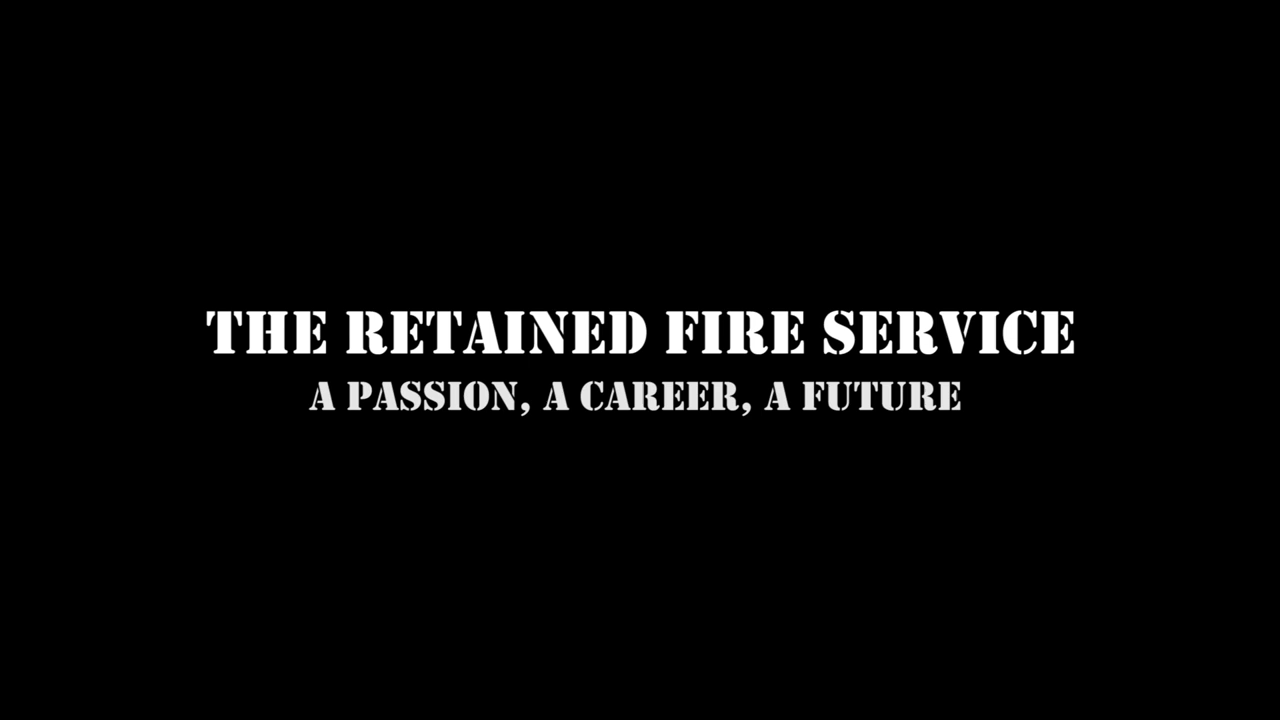 THE RETAINED FIRE SERVICE
A PASSION, A CAREER, A FUTURE